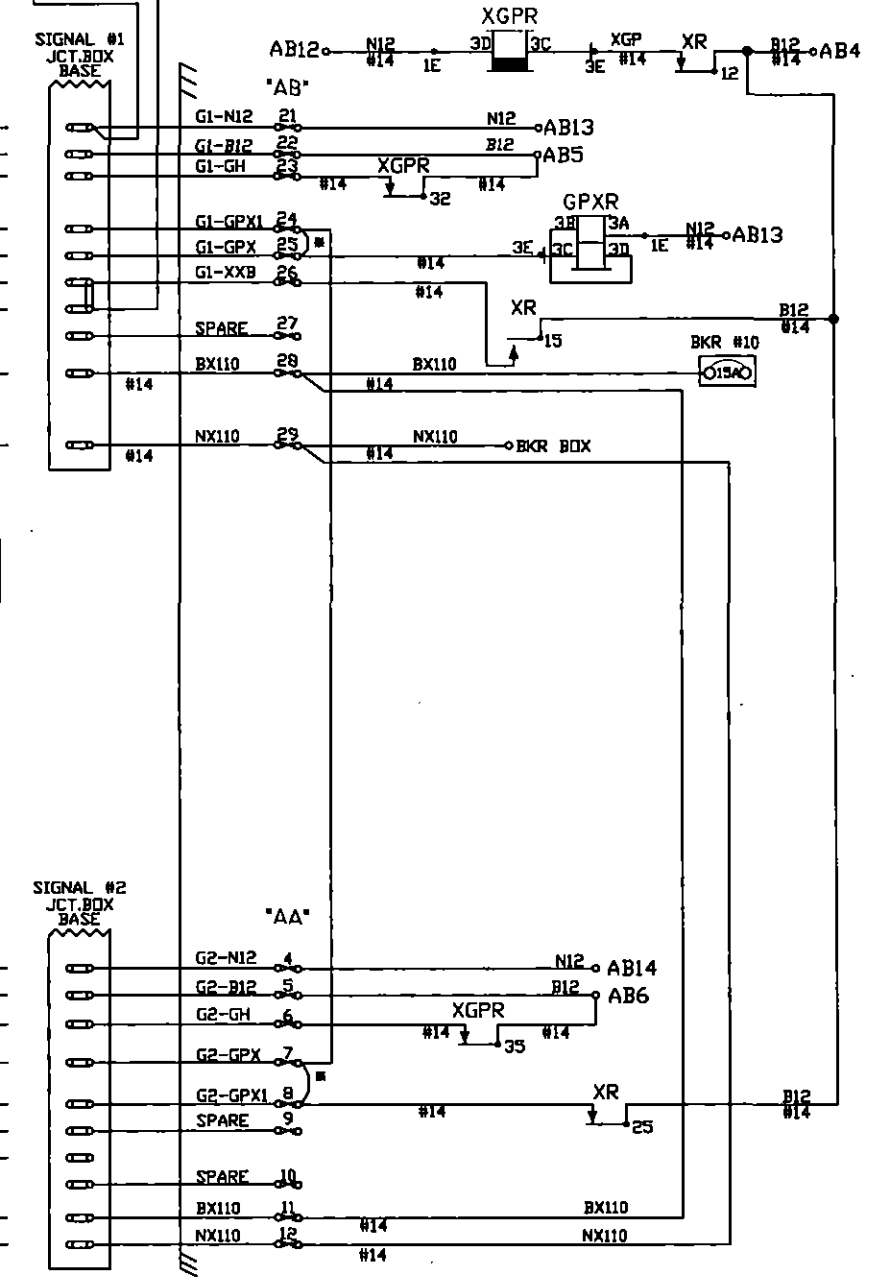 XGPR
AB12 N12 #14 1E 3D 3C 3E XGP #14 XR 12 B12 #14 AB4
SIGNAL #1
JCT.BOX
BASE
"AB"
G1-N12 21 N12 AB13
G1-B12 22 B12 AB5
G1-GH 23 #14 XGPR 32 #14
GPXR
G1-GPX1 24 3B 3A
G1-GPX 25 #14 3E 3C 3D 1E N12 #14 AB13
G1-XXB 26 #14
XR 15 B12 #14
SPARE 27
BKR #10
#14 BX110 28 #14 BX110 15A
#14 NX110 29 #14 NX110 BKR BOX
SIGNAL #2
JCT.BOX
BASE
"AA"
G2-N12 4 N12 AB14
G2-B12 5 B12 AB6
G2-GH 6 #14 XGPR 35 #14
G2-GPX 7
G2-GPX1 8 #14 XR 25 B12 #14
SPARE 9
SPARE 10
BX110 11 #14 BX110
NX110 12 #14 NX110